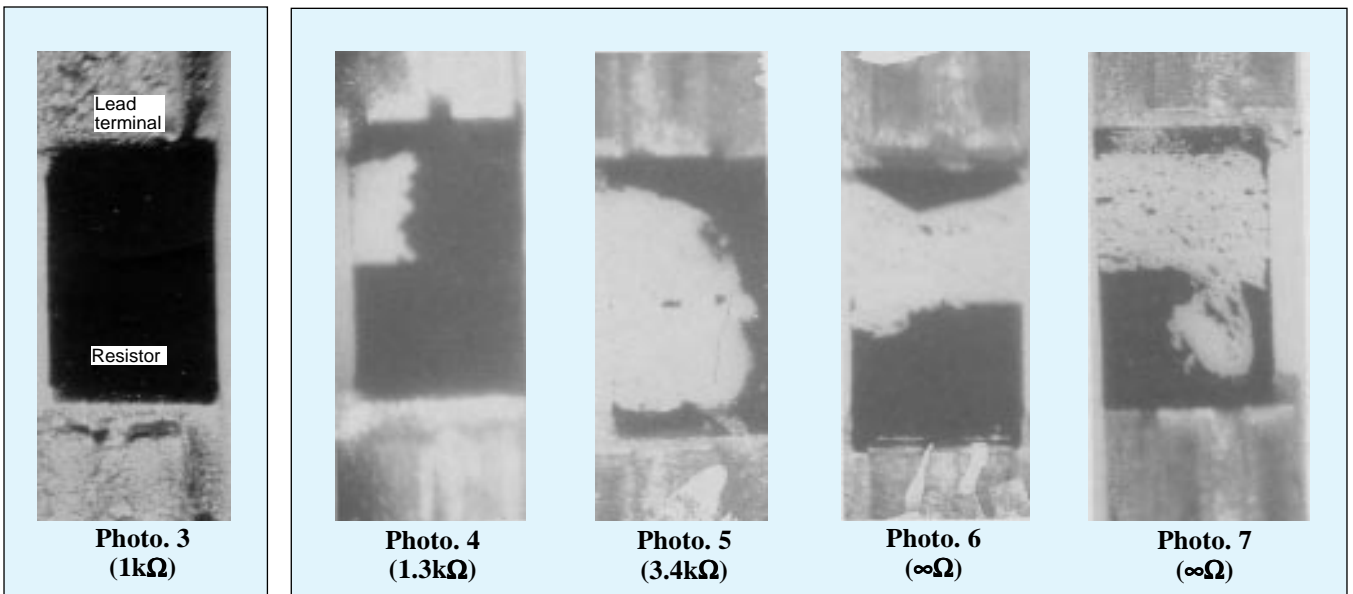 Lead
terminal
Resistor
Photo. 3
(1kΩ)
Photo. 4
(1.3kΩ)
Photo. 5
(3.4kΩ)
Photo. 6
(∞Ω)
Photo. 7
(∞Ω)